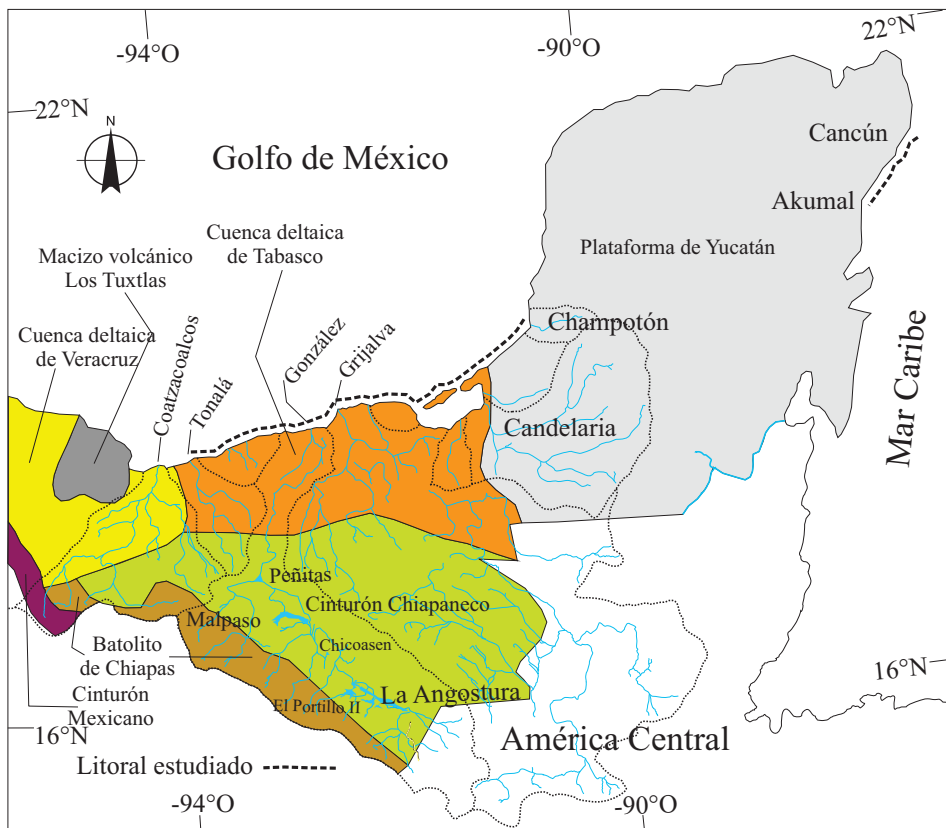 22°N
-94°O
-90°O
22°N
N
Golfo de México
Cancún
Akumal
Cuenca deltaica
de Tabasco
Plataforma de Yucatán
Macizo volcánico
Los Tuxtlas
Cuenca deltaica
de Veracruz
Coatzacoalcos
Tonalá
González
Grijalva
Champotón
Candelaria
Mar Caribe
Peñitas
Cinturón Chiapaneco
Malpaso
Chicoasen
Batolito
de Chiapas
Cinturón
Mexicano
La Angostura
El Portillo II
16°N
16°N
América Central
Litoral estudiado
-94°O
-90°O